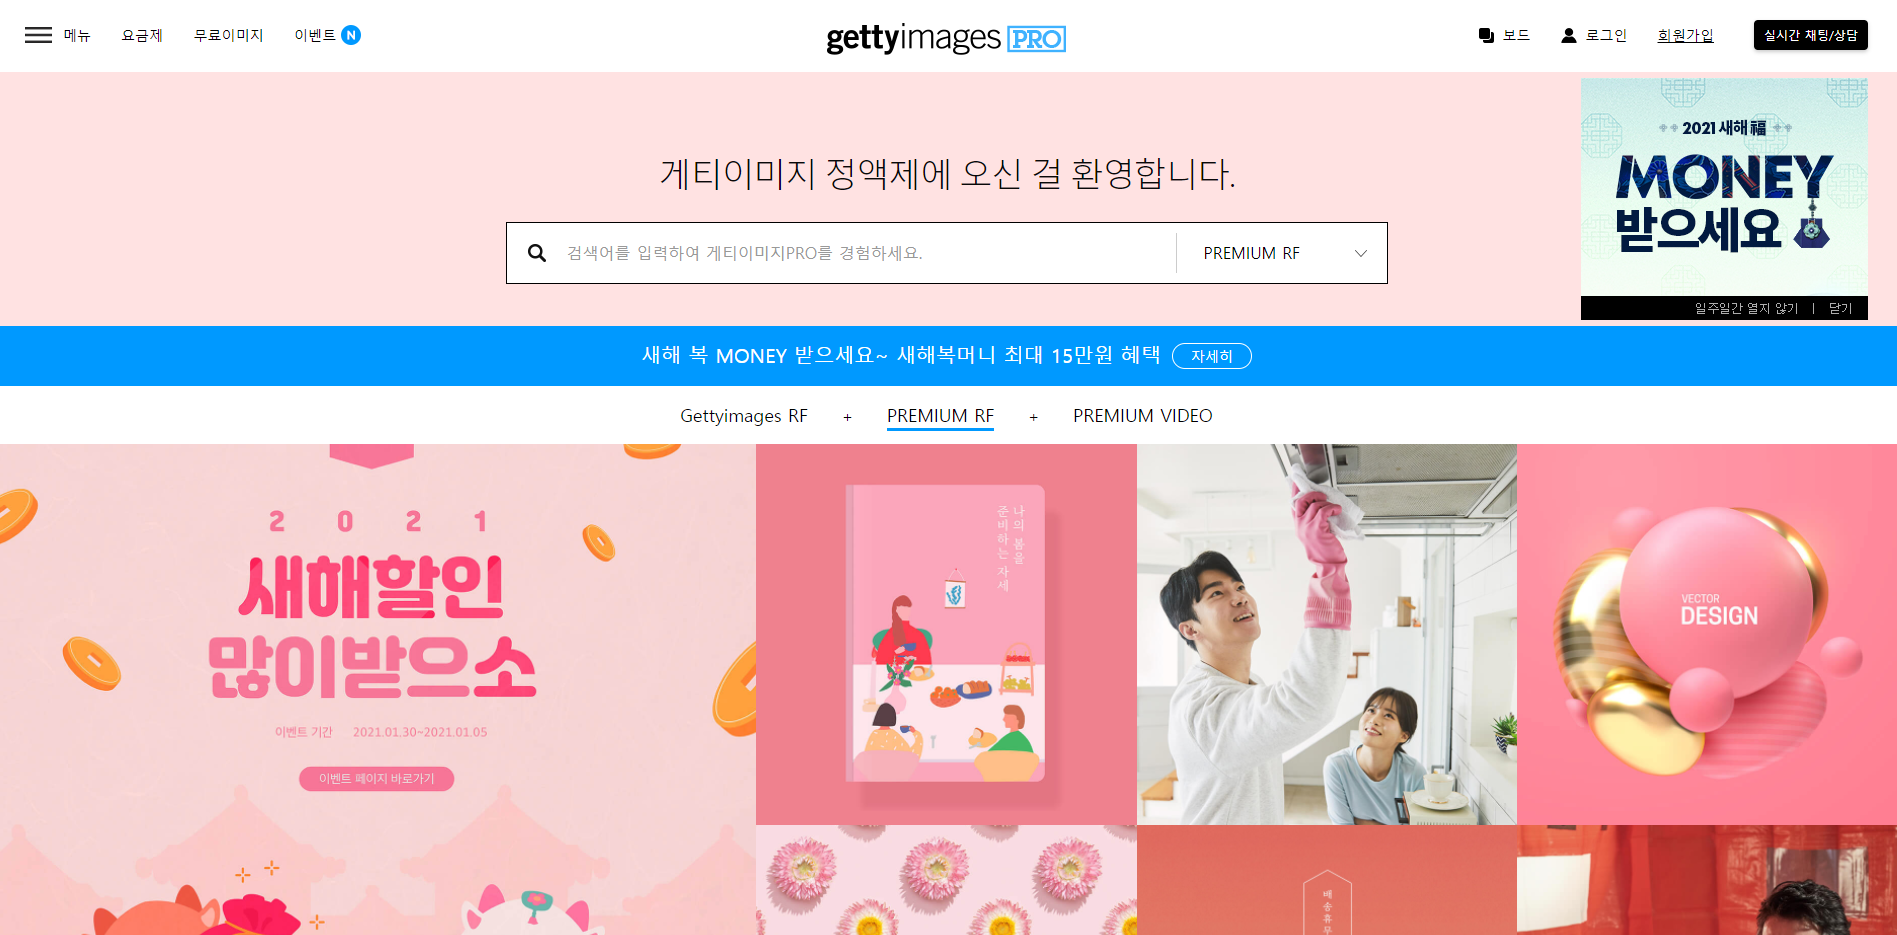 메뉴
요금제
무료이미지
이벤트 N
gettyimages PRO
보드
로그인
회원가입
실시간 채팅/상담
게티이미지 정액제에 오신 걸 환영합니다.
검색어를 입력하여 게티이미지PRO를 경험하세요.
PREMIUM RF
2021 새해 福
MONEY
받으세요
일주일간 열지 않기 | 닫기
새해 복 MONEY 받으세요~ 새해복머니 최대 15만원 혜택
자세히
Gettyimages RF + PREMIUM RF + PREMIUM VIDEO
2021
새해할인
많이받으소
이벤트 기간 2021.01.30~2021.01.05
이벤트 페이지 바로가기
나의 봄을
준비하는 자세
VECTOR
DESIGN
배송휴무